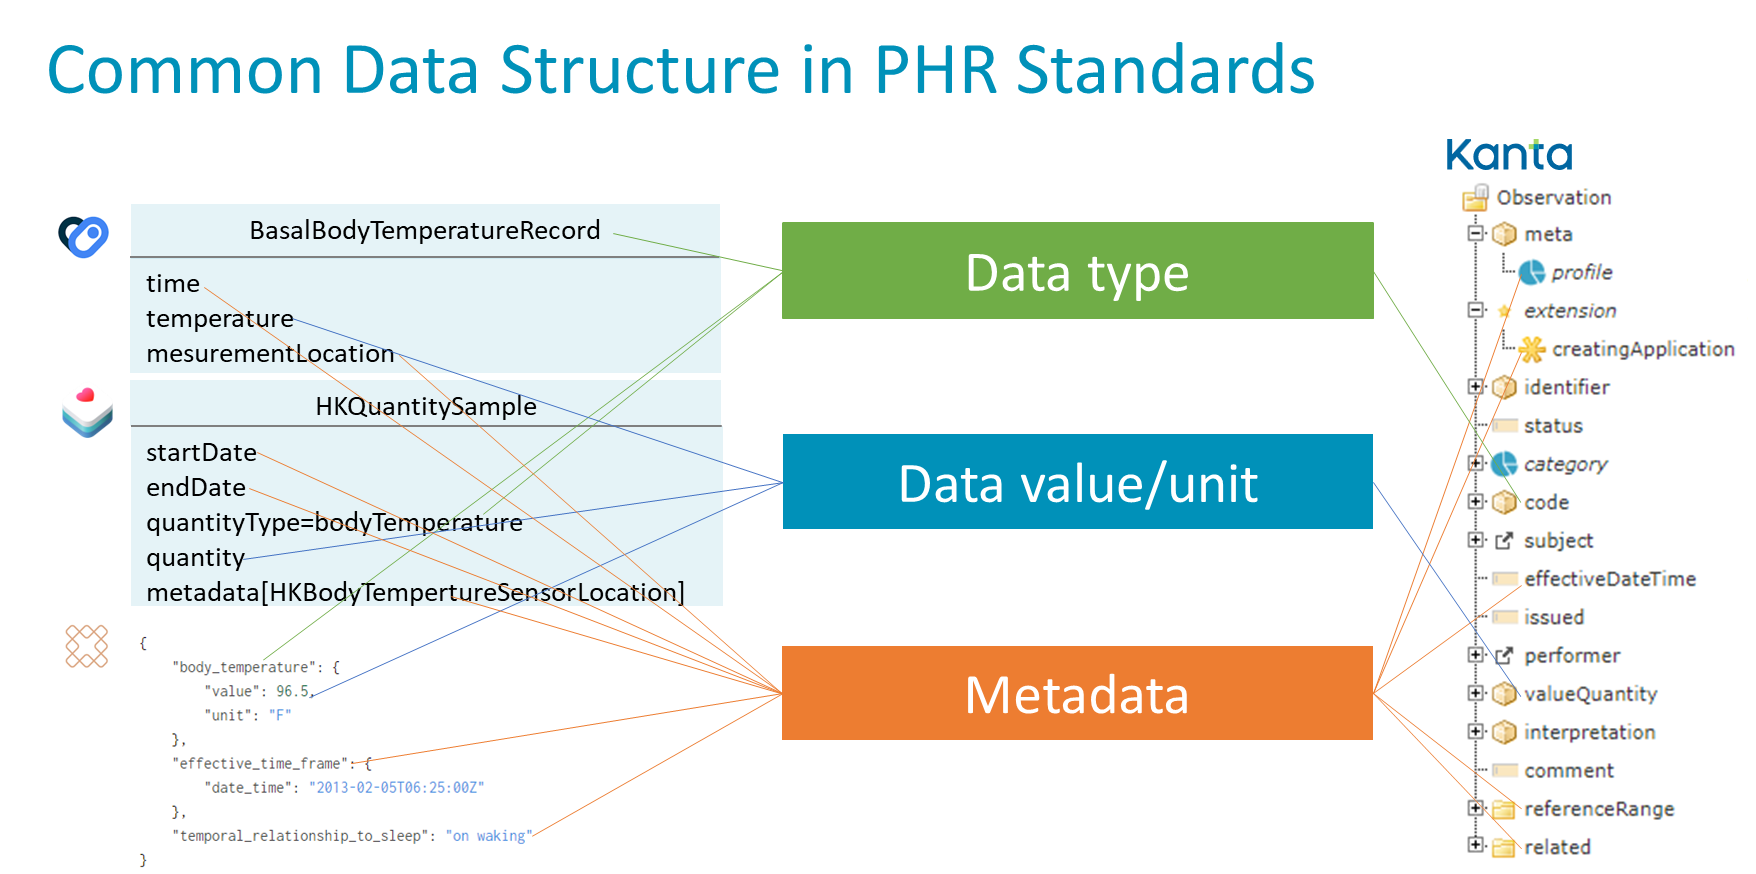 Common Data Structure in PHR Standards
BasalBodyTemperatureRecord
time
temperature
mesurementLocation
HKQuantitySample
startDate
endDate
quantityType=bodyTemperature
quantity
metadata[HKBodyTempertureSensorLocation]
{
"body_temperature": {
"value": 96.5,
"unit": "F"
},
"effective_time_frame": {
"date_time": "2013-02-05T06:25:00Z"
},
"temporal_relationship_to_sleep": "on waking"
}
Data type
Data value/unit
Metadata
Kanta
Observation
meta
profile
extension
creatingApplication
identifier
status
category
code
subject
effectiveDateTime
issued
performer
valueQuantity
interpretation
comment
referenceRange
related